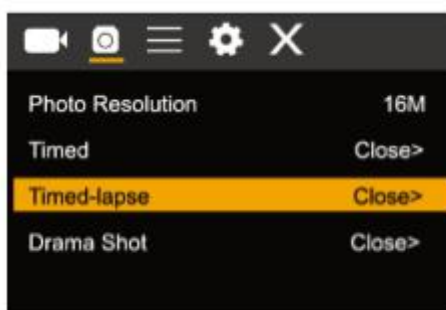 Photo Resolution 16M
Timed Close>
Timed-lapse Close>
Drama Shot Close>